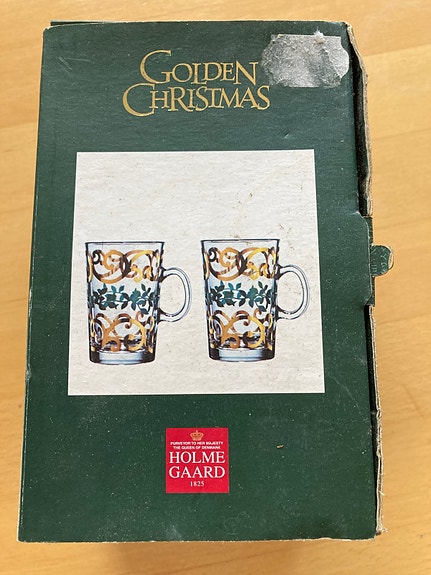 GOLDEN
CHRISTMAS
PURVEYOR TO HER MAJESTY
THE QUEEN OF DENMARK
HOLME
GAARD
1825